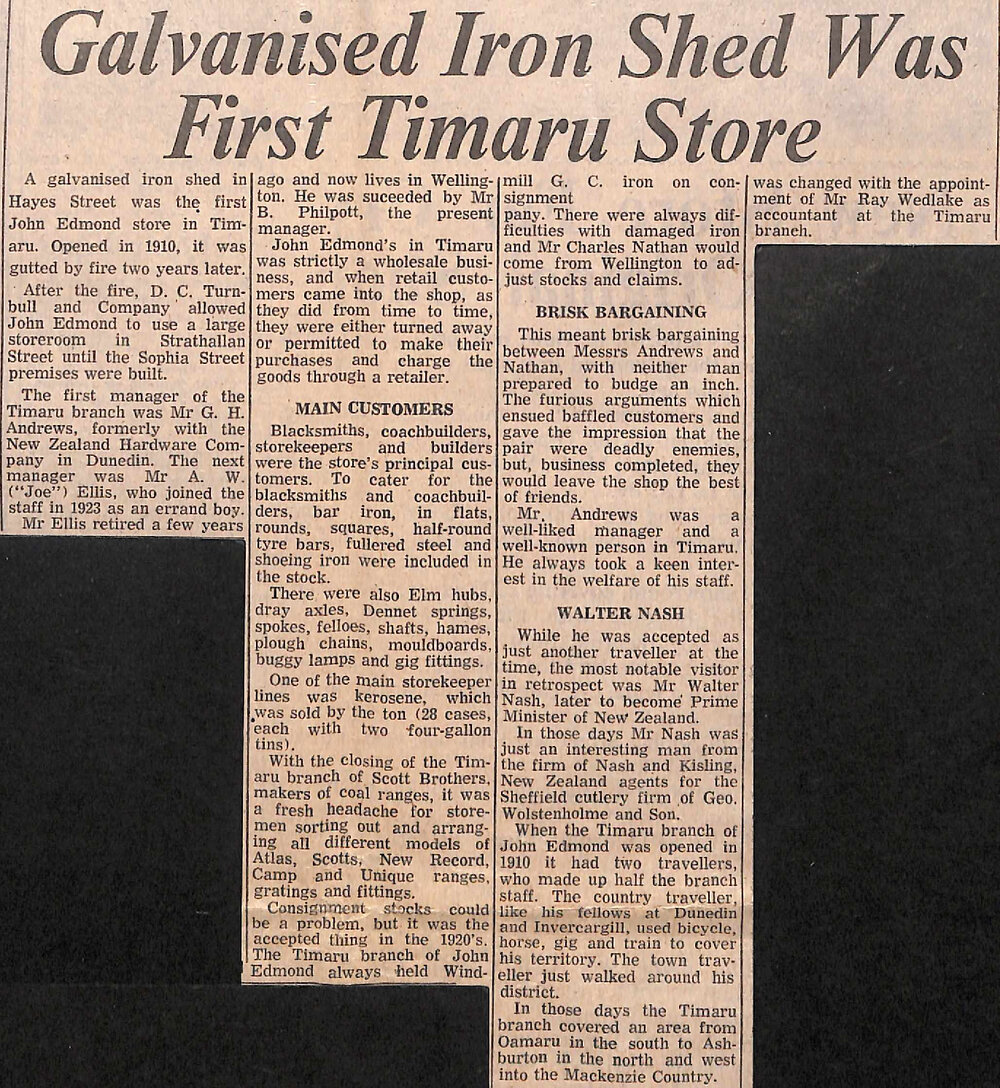 Galvanised Iron Shed Was
First Timaru Store
A galvanised iron shed in
Hayes Street was the first
John Edmond store in Tim-
aru. Opened in 1910, it was
gutted by fire two years later.
After the fire, D. C. Turn-
bull and Company allowed
John Edmond to use a large
storeroom in Strathallan
Street until the Sophia Street
premises were built.
The first manager of the
Timaru branch was Mr G. H.
Andrews, formerly with the
New Zealand Hardware Com-
pany in Dunedin. The next
manager was Mr A. W.
("Joe") Ellis, who joined the
staff in 1923 as an errand boy.
Mr Ellis retired a few years
ago and now lives in Welling-
ton. He was suceeded by Mr
B. Philpott, the present
manager.
John Edmond's in Timaru
was strictly a wholesale busi-
ness, and when retail custo-
mers came into the shop, as
they did from time to time,
they were either turned away
or permitted to make their
purchases and charge the
goods through a retailer.
MAIN CUSTOMERS
Blacksmiths, coachbuilders,
storekeepers and builders
were the store's principal cus-
tomers. To cater for the
blacksmiths and coachbuil-
ders, bar iron, in flats,
rounds, squares, half-round
tyre bars, fullered steel and
shoeing iron were included in
the stock.
There were also Elm hubs,
dray axles, Dennet springs,
spokes, felloes, shafts, hames,
plough chains, mouldboards,
buggy lamps and gig fittings.
One of the main storekeeper
lines was kerosene, which
was sold by the ton (28 cases,
each with two four-gallon
tins).
With the closing of the Tim-
aru branch of Scott Brothers,
makers of coal ranges, it was
a fresh headache for store-
men sorting out and arrang-
ing all different models of
Atlas, Scotts, New Record,
Camp and Unique ranges,
gratings and fittings.
Consignment stocks could
be a problem, but it was the
accepted thing in the 1920's.
The Timaru branch of John
Edmond always held Wind-
mill G. C. iron on con-
signment
pany. There were always dif-
ficulties with damaged iron
and Mr Charles Nathan would
come from Wellington to ad-
just stocks and claims.
BRISK BARGAINING
This meant brisk bargaining
between Messrs Andrews and
Nathan, with neither man
prepared to budge an inch.
The furious arguments which
ensued baffled customers and
gave the impression that the
pair were deadly enemies,
but, business completed, they
would leave the shop the best
of friends.
Mr. Andrews was a
well-liked manager and a
well-known person in Timaru.
He always took a keen inter-
est in the welfare of his staff.
WALTER NASH
While he was accepted as
just another traveller at the
time, the most notable visitor
in retrospect was Mr Walter
Nash, later to become Prime
Minister of New Zealand.
In those days Mr Nash was
just an interesting man from
the firm of Nash and Kisling,
New Zealand agents for the
Sheffield cutlery firm of Geo.
Wolstenholme and Son.
When the Timaru branch of
John Edmond was opened in
1910 it had two travellers,
who made up half the branch
staff. The country traveller,
like his fellows at Dunedin
and Invercargill, used bicycle,
horse, gig and train to cover
his territory. The town trav-
eller just walked around his
district.
In those days the Timaru
branch covered an area from
Oamaru in the south to Ash-
burton in the north and west
into the Mackenzie Country.
was changed with the appoint-
ment of Mr Ray Wedlake as
accountant at the Timaru
branch.